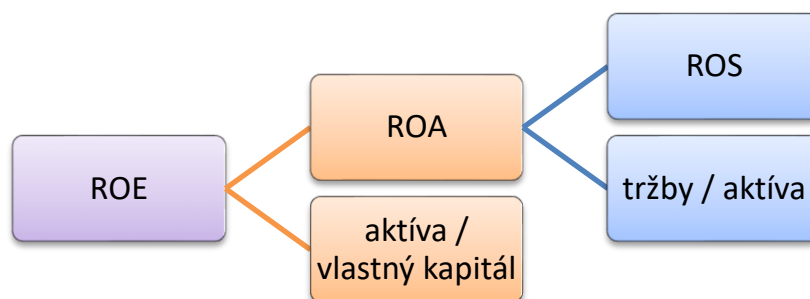 ROE
ROA
aktíva /
vlastný kapitál
ROS
tržby / aktíva